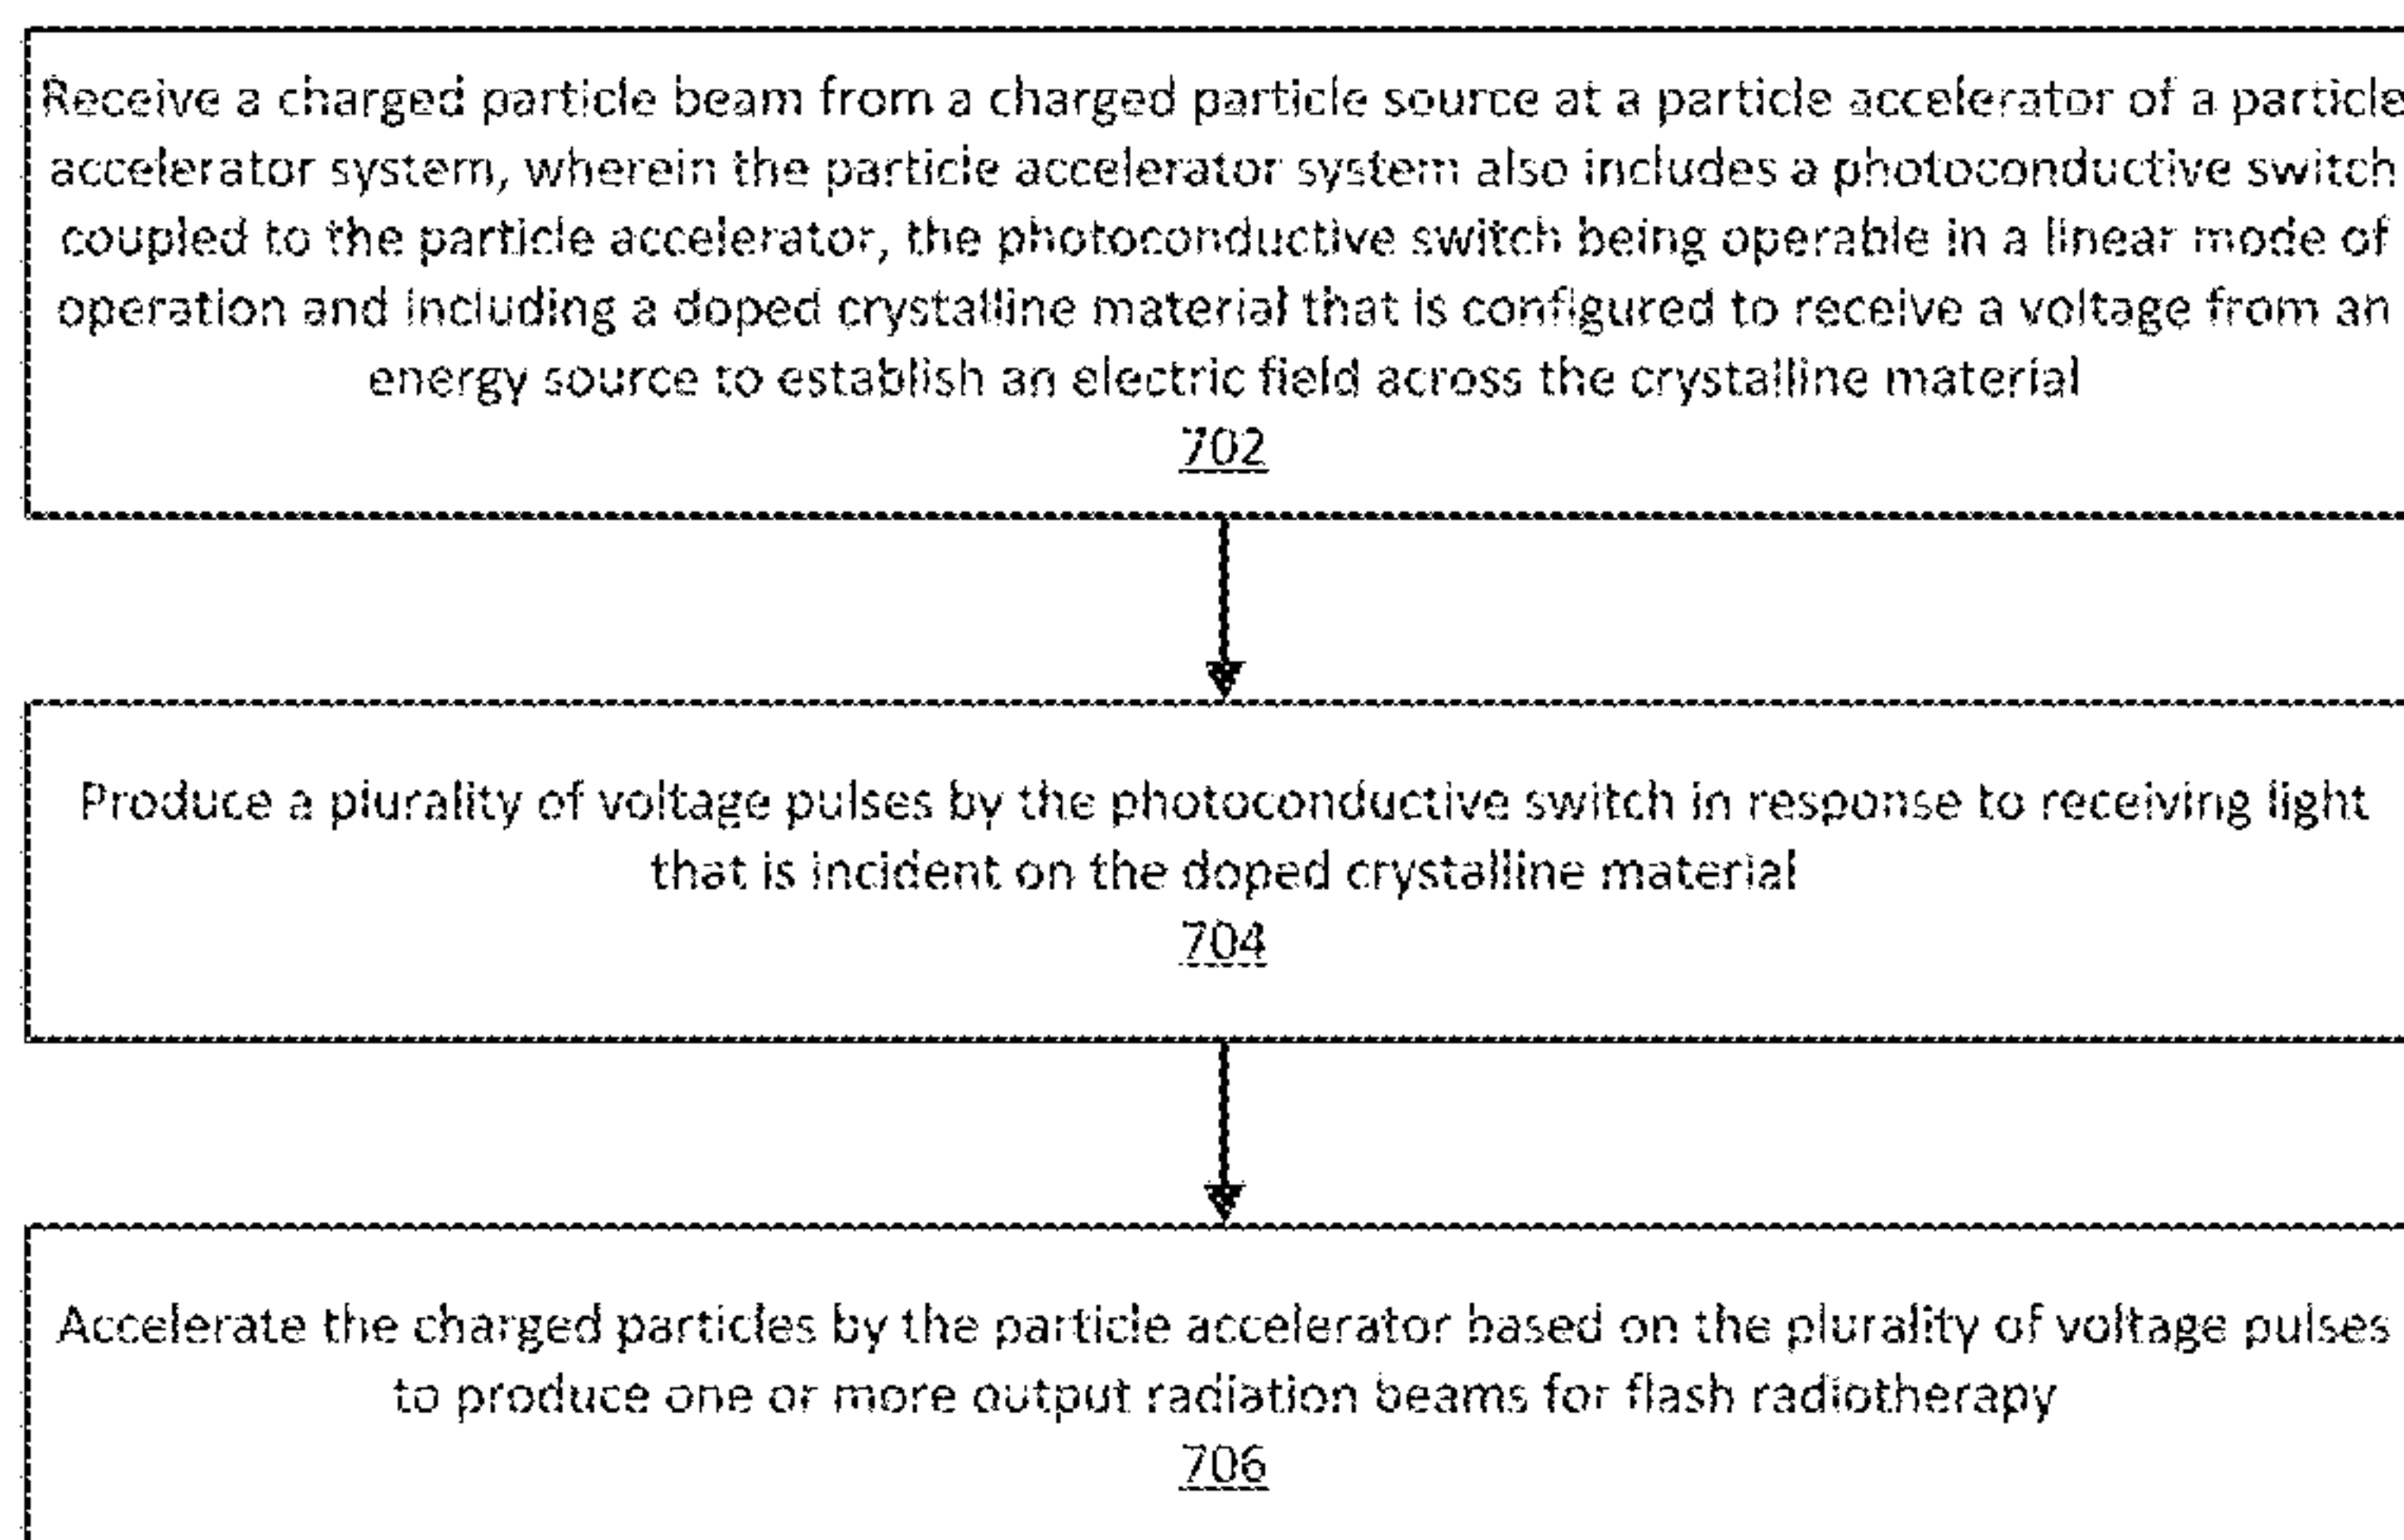 Receive a charged particle beam from a charged particle source at a particle accelerator of a particle
accelerator system, wherein the particle accelerator system also includes a photoconductive switch
coupled to the particle accelerator, the photoconductive switch being operable in a linear mode of
operation and including a doped crystalline material that is configured to receive a voltage from an
energy source to establish an electric field across the crystalline material
702
Produce a plurality of voltage pulses by the photoconductive switch in response to receiving light
that is incident on the doped crystalline material
704
Accelerate the charged particles by the particle accelerator based on the plurality of voltage pulses
to produce one or more output radiation beams for flash radiotherapy
706